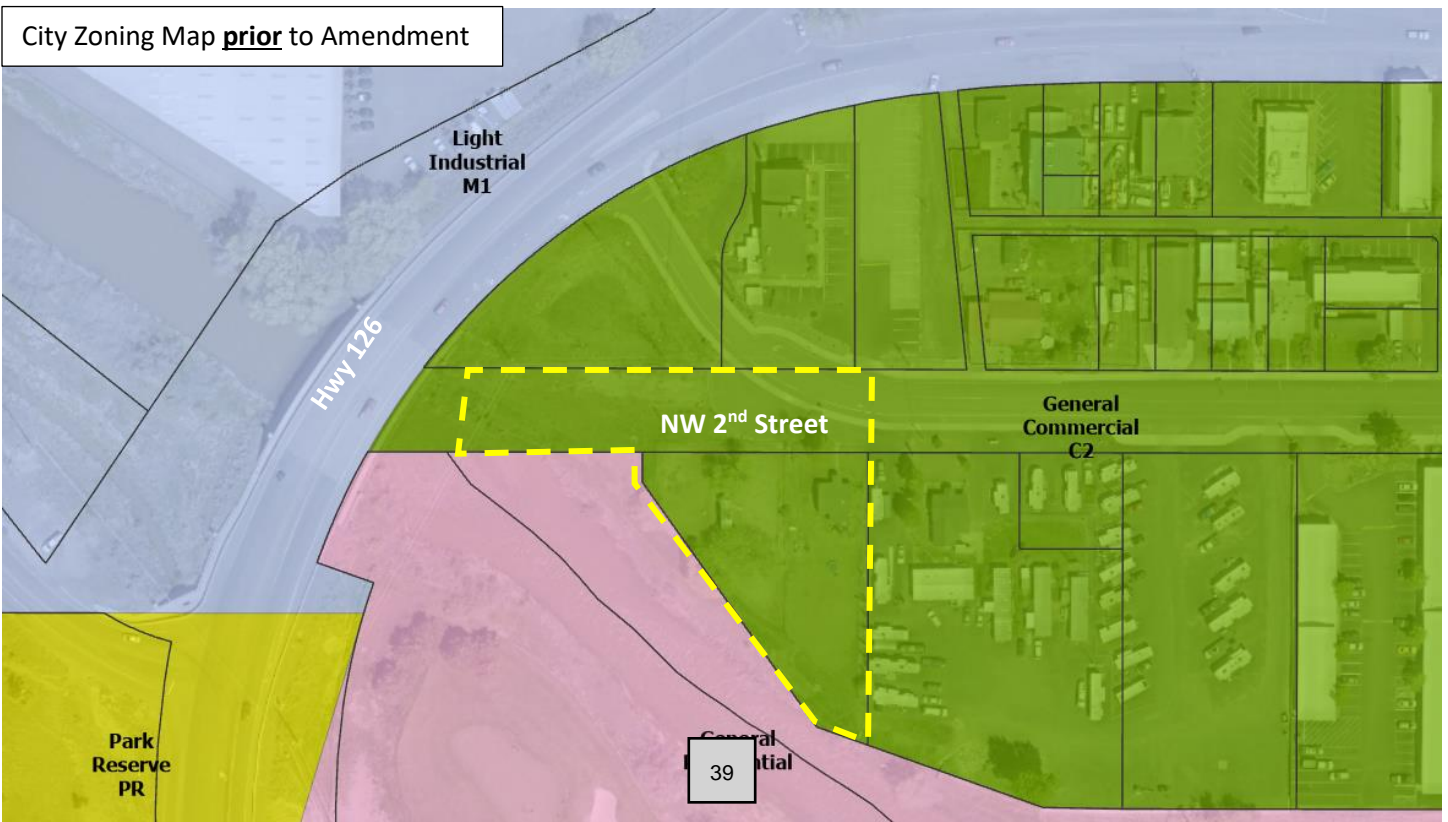 City Zoning Map prior to Amendment
Light
Industrial
M1
Hwy 126
NW 2nd Street
General
Commercial
C2
Park
Reserve
PR
General
39